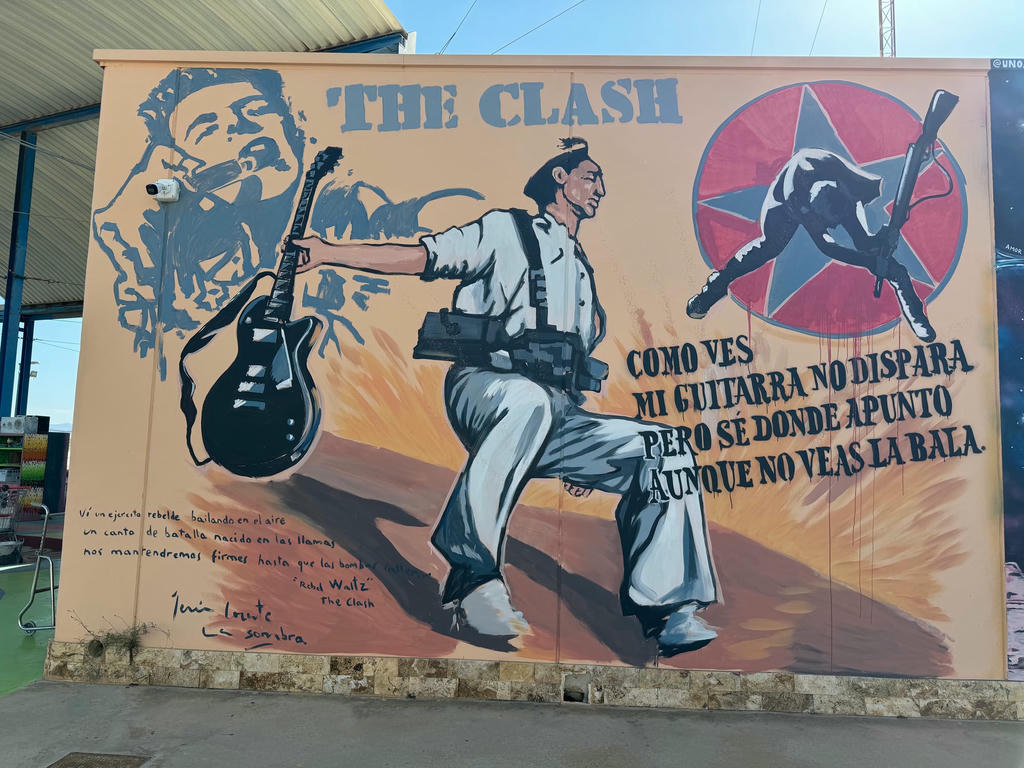 THE CLASH
@UNO
AMOR
COMO VES
MI GUITARRA NO DISPARA
PERO SÉ DONDE APUNTO
AUNQUE NO VEAS LA BALA.
Ví un ejercito rebelde bailando en el aire
un canto de batalla nacido en las llamas
nos mantendremos firmes hasta que las bombas
"Rebel Waltz"
The Clash
La sombra